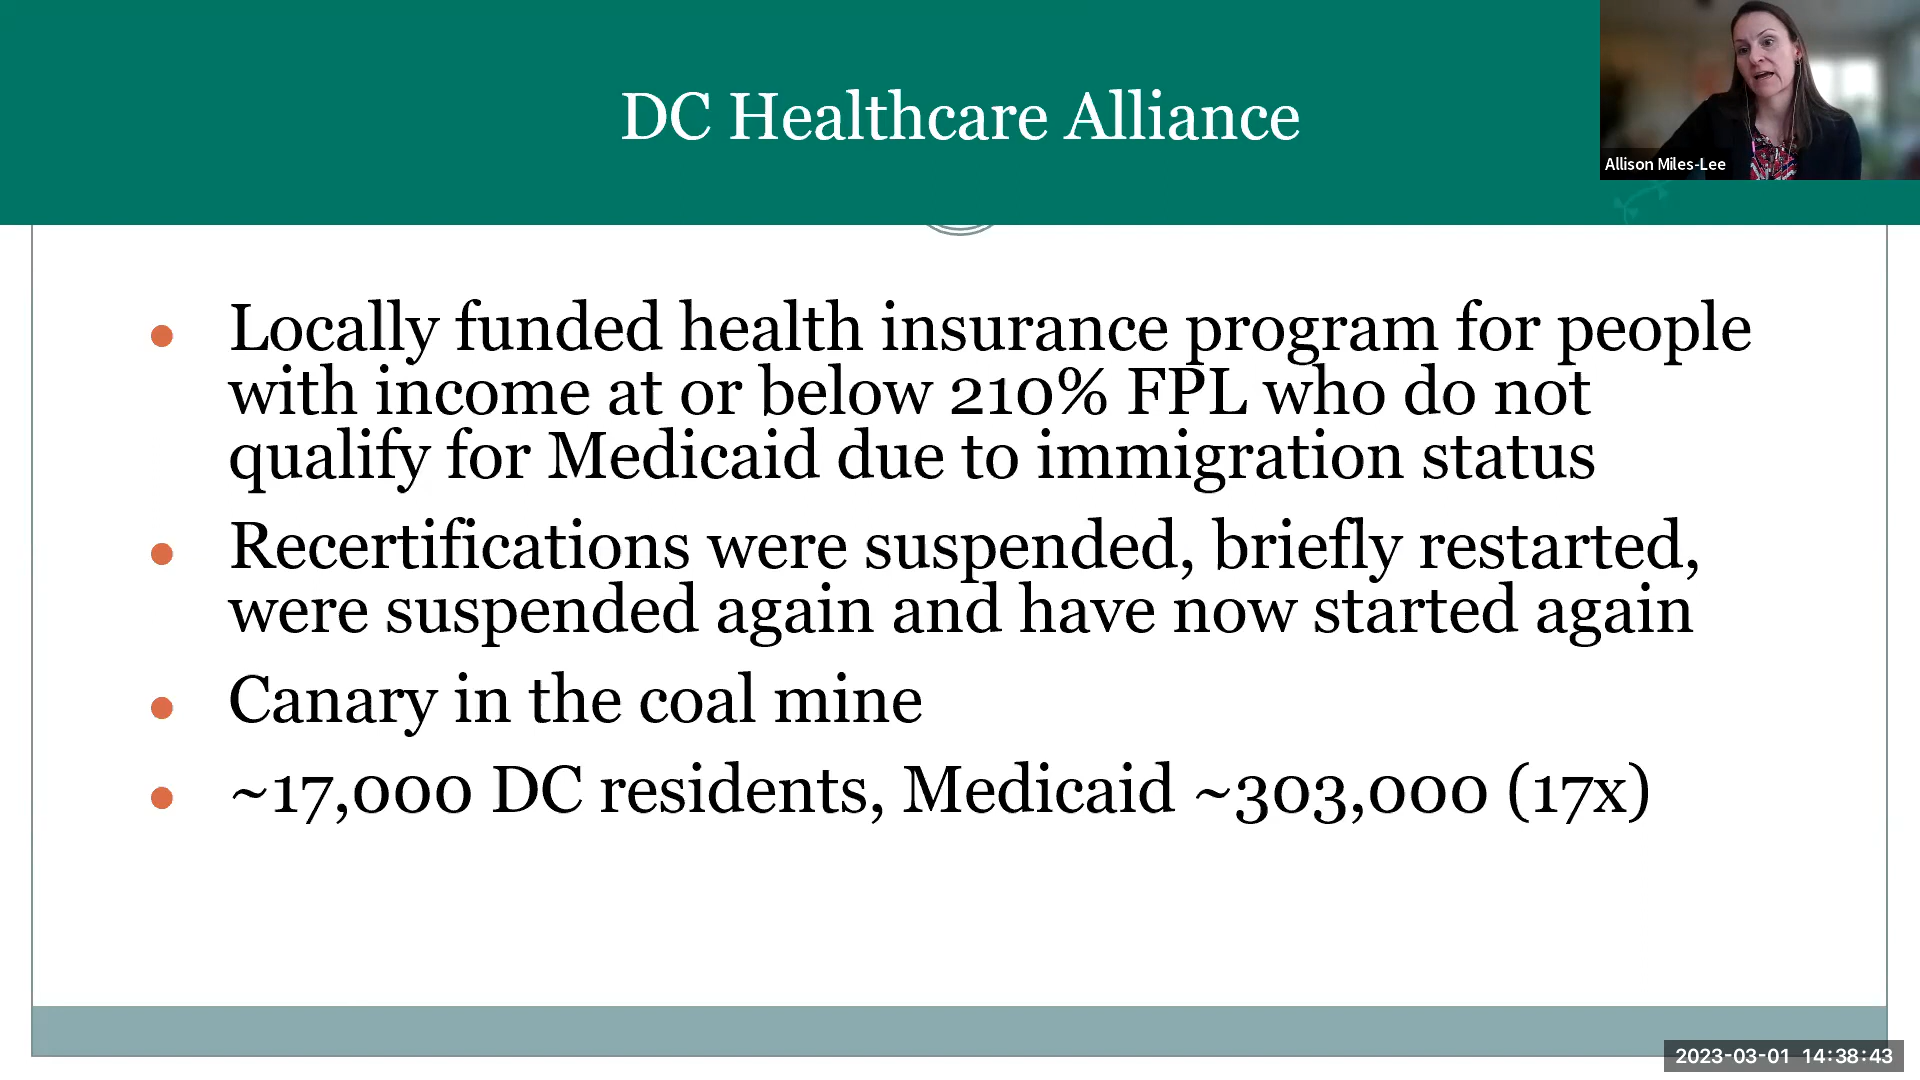 DC Healthcare Alliance
Allison Miles-Lee
• Locally funded health insurance program for people
with income at or below 210% FPL who do not
qualify for Medicaid due to immigration status
• Recertifications were suspended, briefly restarted,
were suspended again and have now started again
• Canary in the coal mine
• ~17,000 DC residents, Medicaid ~303,000 (17x)
2023-03-01 14:38:43